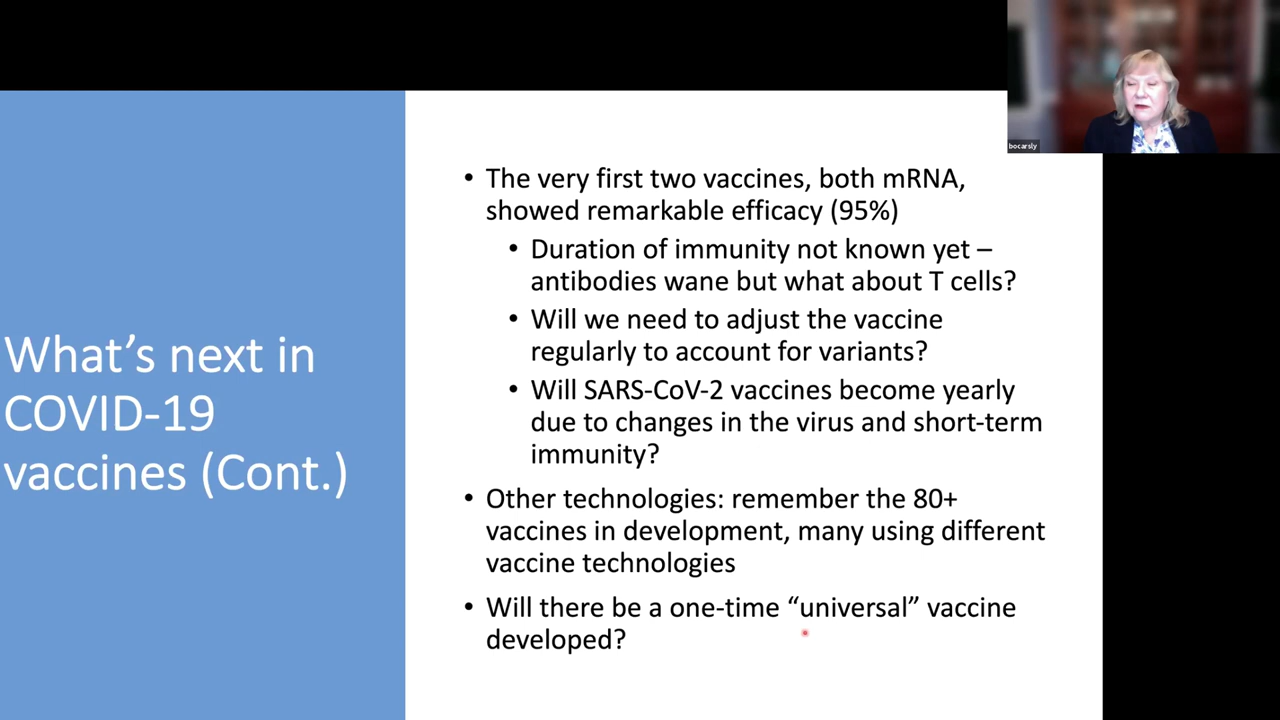 bocarsly
What’s next in
COVID-19
vaccines (Cont.)
• The very first two vaccines, both mRNA,
showed remarkable efficacy (95%)
• Duration of immunity not known yet –
antibodies wane but what about T cells?
• Will we need to adjust the vaccine
regularly to account for variants?
• Will SARS-CoV-2 vaccines become yearly
due to changes in the virus and short-term
immunity?
• Other technologies: remember the 80+
vaccines in development, many using different
vaccine technologies
• Will there be a one-time “universal” vaccine
developed?